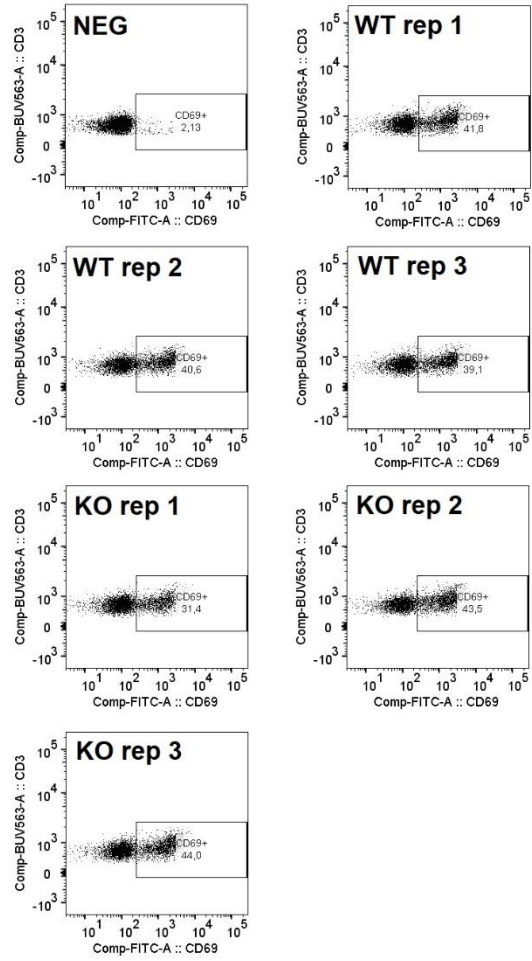 NEG
Comp-BUV563-A :: CD3
10^5
10^4
10^3
0
-10^3
CD69+
2,13
10^1 10^2 10^3 10^4 10^5
Comp-FITC-A :: CD69
WT rep 1
Comp-BUV563-A :: CD3
10^5
10^4
10^3
0
-10^3
CD69+
41,8
10^1 10^2 10^3 10^4 10^5
Comp-FITC-A :: CD69
WT rep 2
Comp-BUV563-A :: CD3
10^5
10^4
10^3
0
-10^3
CD69+
40,6
10^1 10^2 10^3 10^4 10^5
Comp-FITC-A :: CD69
WT rep 3
Comp-BUV563-A :: CD3
10^5
10^4
10^3
0
-10^3
CD69+
39,1
10^1 10^2 10^3 10^4 10^5
Comp-FITC-A :: CD69
KO rep 1
Comp-BUV563-A :: CD3
10^5
10^4
10^3
0
-10^3
CD69+
31,4
10^1 10^2 10^3 10^4 10^5
Comp-FITC-A :: CD69
KO rep 2
Comp-BUV563-A :: CD3
10^5
10^4
10^3
0
-10^3
CD69+
43,5
10^1 10^2 10^3 10^4 10^5
Comp-FITC-A :: CD69
KO rep 3
Comp-BUV563-A :: CD3
10^5
10^4
10^3
0
-10^3
CD69+
44,0
10^1 10^2 10^3 10^4 10^5
Comp-FITC-A :: CD69